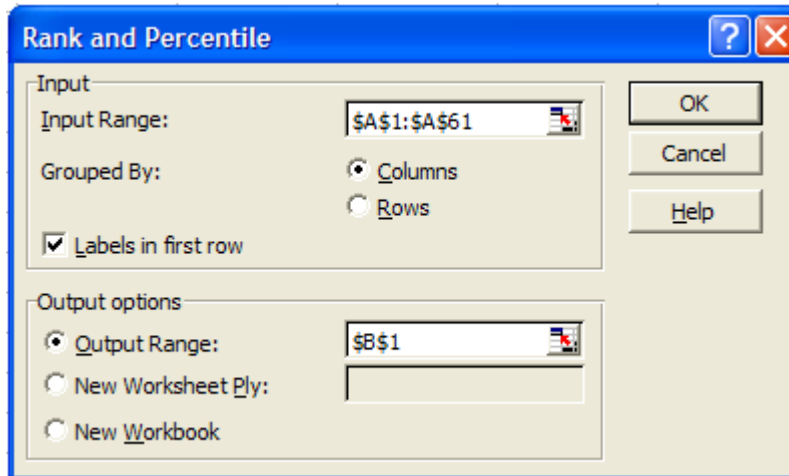 Rank and Percentile
Input
Input Range: $A$1:$A$61
Grouped By: Columns
Rows
Labels in first row
OK
Cancel
Help
Output options
Output Range: $B$1
New Worksheet Ply:
New Workbook